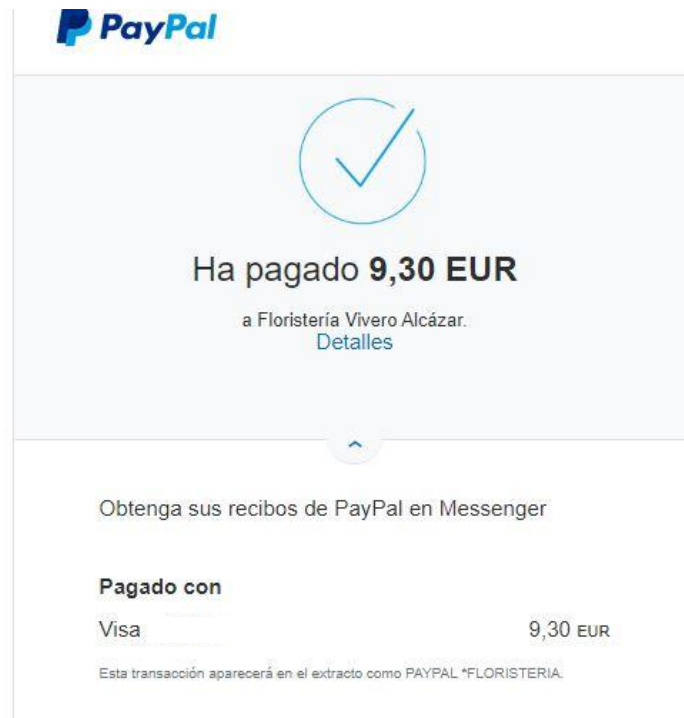 PayPal
Ha pagado 9,30 EUR
a Floristería Vivero Alcázar.
Detalles
Obtenga sus recibos de PayPal en Messenger
Pagado con
Visa 9,30 EUR
Esta transacción aparecerá en el extracto como PAYPAL *FLORISTERIA.